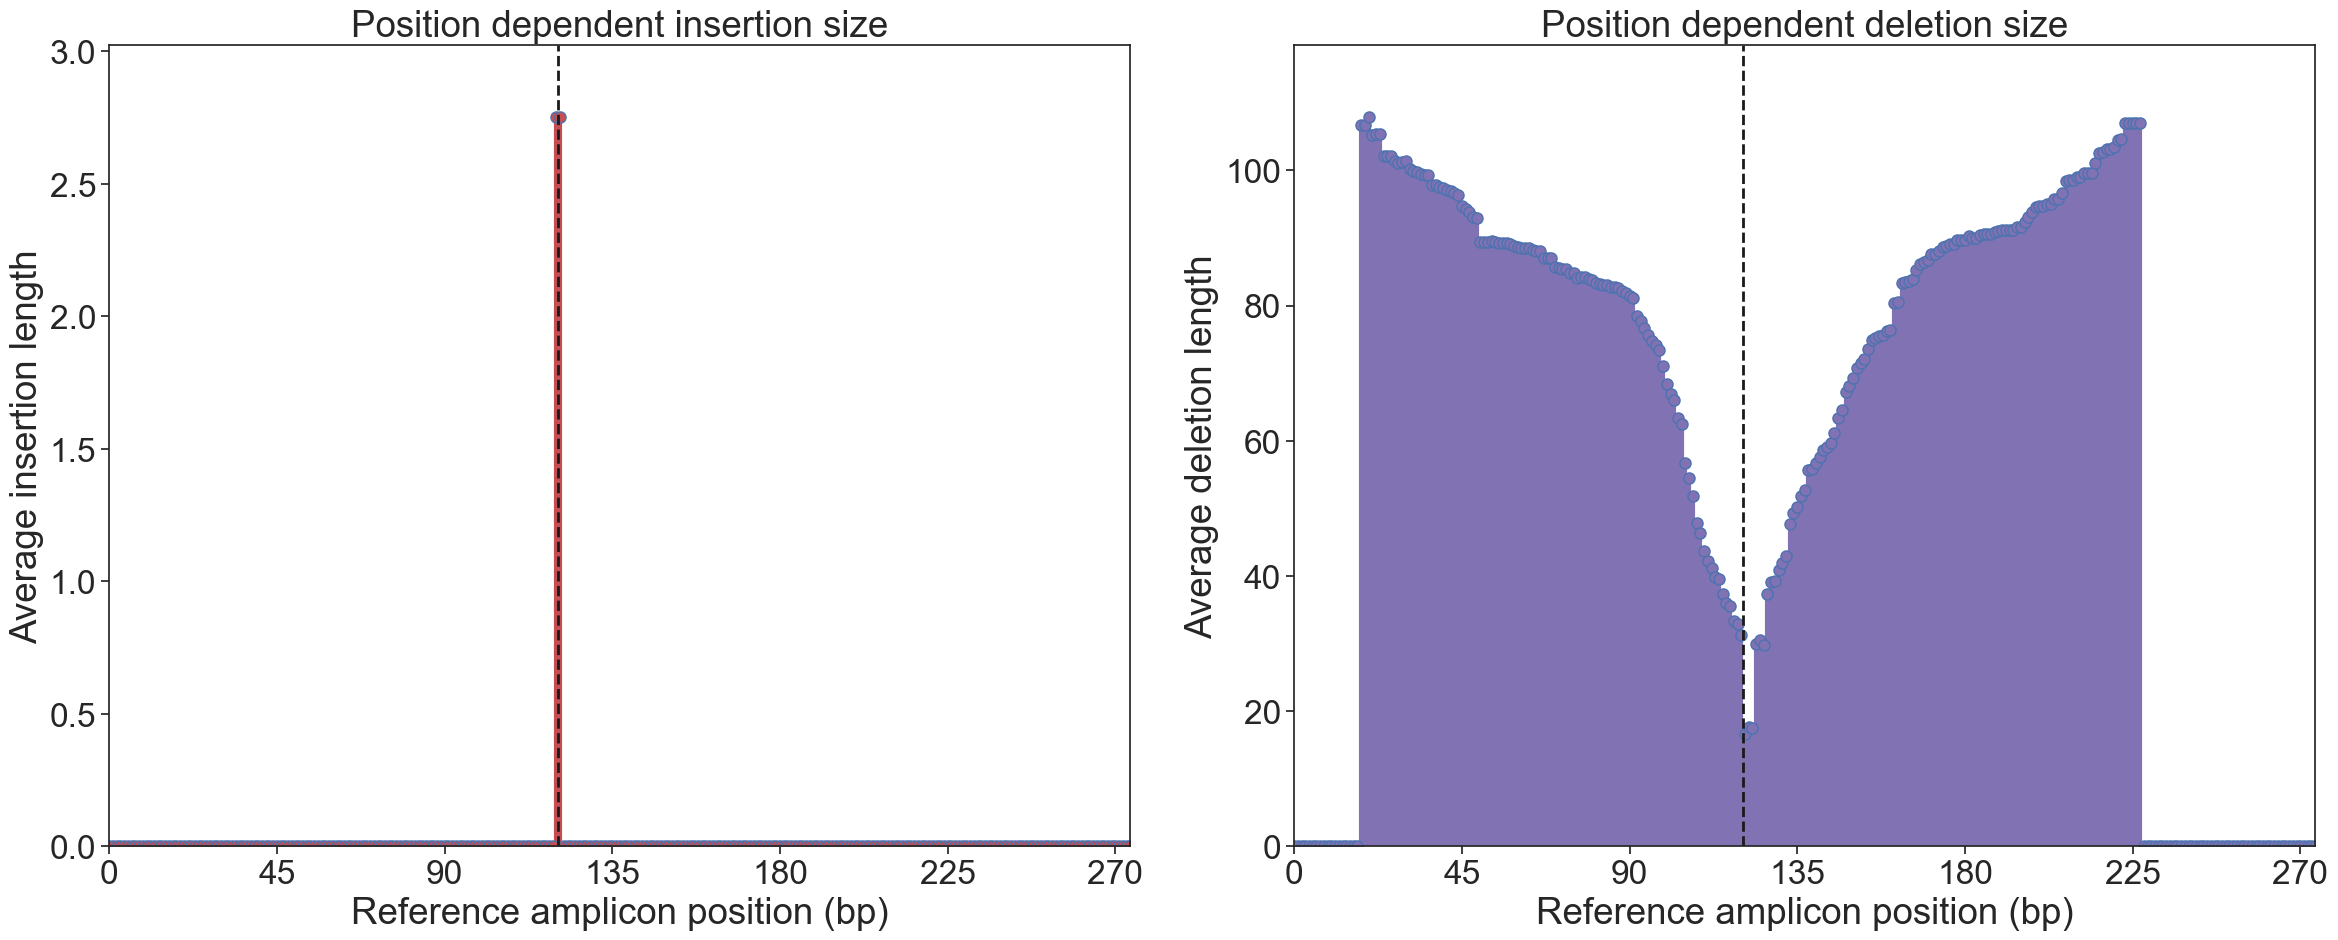 Position dependent insertion size
Average insertion length
3.0
2.5
2.0
1.5
1.0
0.5
0.0
0 45 90 135 180 225 270
Reference amplicon position (bp)
Position dependent deletion size
Average deletion length
100
80
60
40
20
0
0 45 90 135 180 225 270
Reference amplicon position (bp)